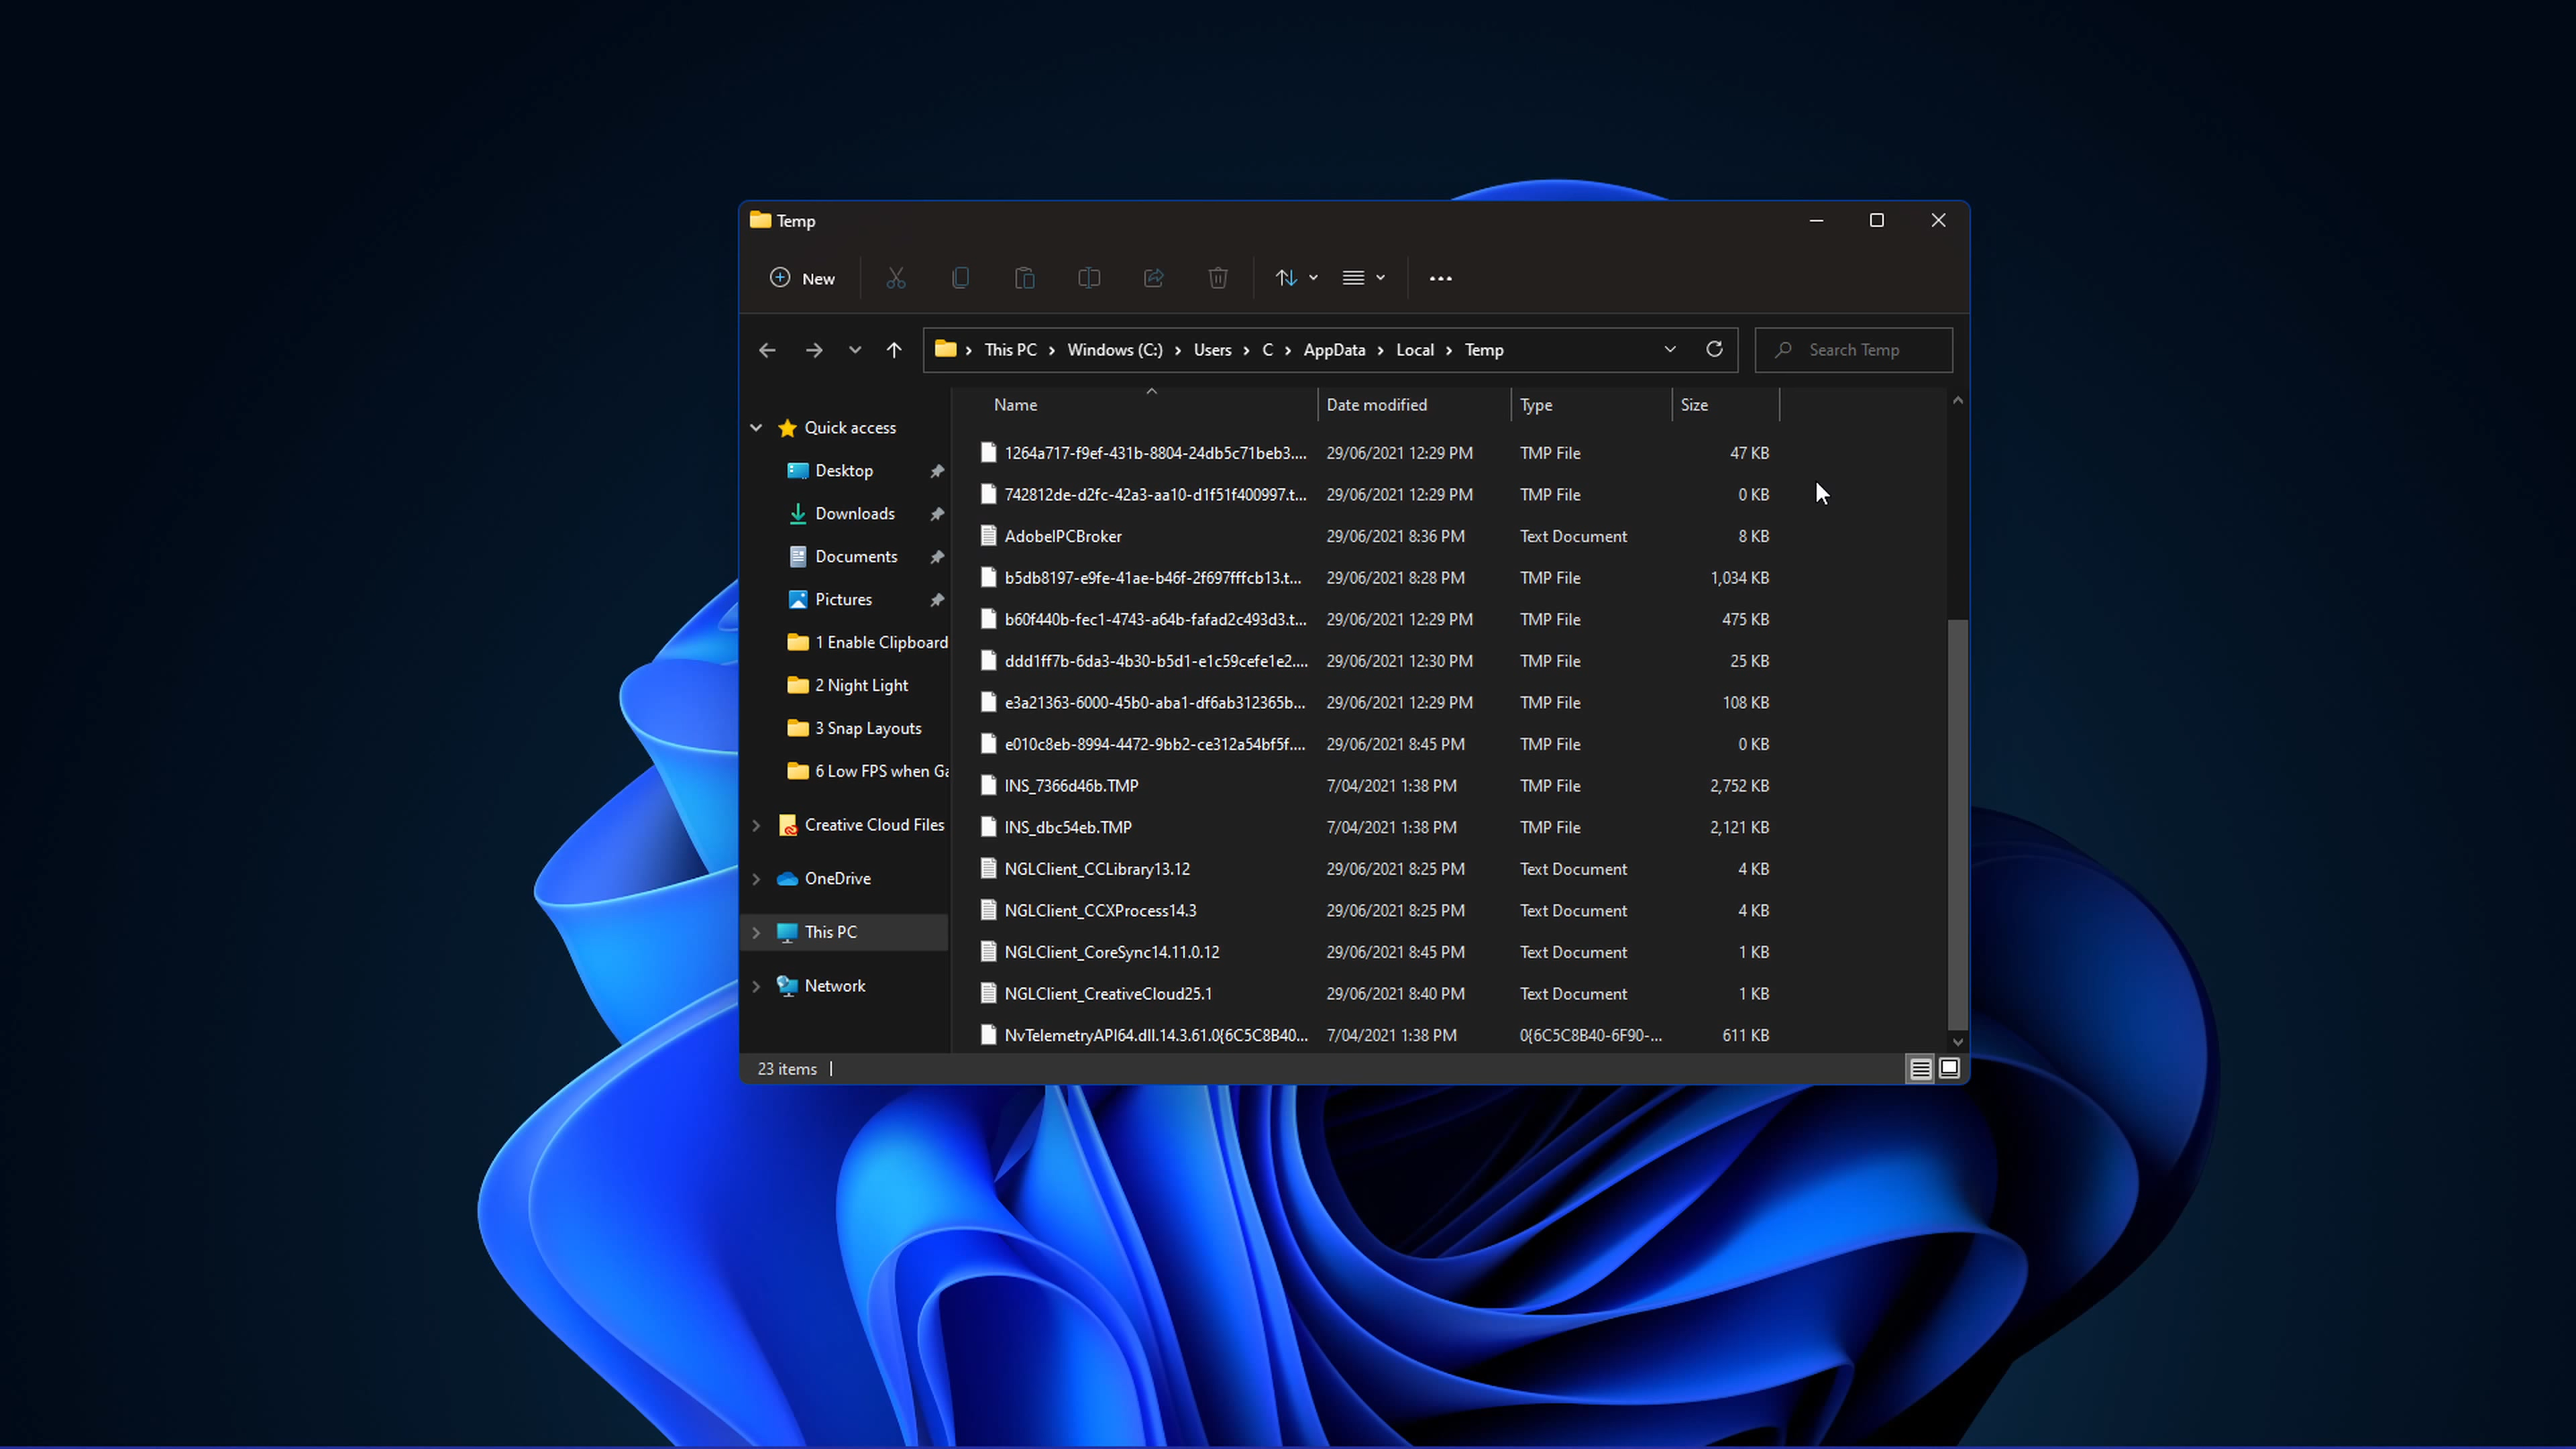 Temp
New
This PC > Windows (C:) > Users > C > AppData > Local > Temp
Search Temp
Name Date modified Type Size
Quick access
Desktop
Downloads
Documents
Pictures
1 Enable Clipboard
2 Night Light
3 Snap Layouts
6 Low FPS when Ga
Creative Cloud Files
OneDrive
This PC
Network
1264a717-f9ef-431b-8804-24db5c71beb3.... 29/06/2021 12:29 PM TMP File 47 KB
742812de-d2fc-42a3-aa10-d1f51f400997.t... 29/06/2021 12:29 PM TMP File 0 KB
AdobeIPCBroker 29/06/2021 8:36 PM Text Document 8 KB
b5db8197-e9fe-41ae-b46f-2f697fffcb13.t... 29/06/2021 8:28 PM TMP File 1,034 KB
b60f440b-fec1-4743-a64b-fafad2c493d3.t... 29/06/2021 12:29 PM TMP File 475 KB
ddd1ff7b-6da3-4b30-b5d1-e1c59cefe1e2.... 29/06/2021 12:30 PM TMP File 25 KB
e3a21363-6000-45b0-aba1-df6ab312365b... 29/06/2021 12:29 PM TMP File 108 KB
e010c8eb-8994-4472-9bb2-ce312a54bf5f.... 29/06/2021 8:45 PM TMP File 0 KB
INS_7366d46b.TMP 7/04/2021 1:38 PM TMP File 2,752 KB
INS_dbc54eb.TMP 7/04/2021 1:38 PM TMP File 2,121 KB
NGLClient_CCLibrary13.12 29/06/2021 8:25 PM Text Document 4 KB
NGLClient_CCXProcess14.3 29/06/2021 8:25 PM Text Document 4 KB
NGLClient_CoreSync14.11.0.12 29/06/2021 8:45 PM Text Document 1 KB
NGLClient_CreativeCloud25.1 29/06/2021 8:40 PM Text Document 1 KB
NvTelemetryAPI64.dll.14.3.61.0{6C5C8B40... 7/04/2021 1:38 PM 0{6C5C8B40-6F90-... 611 KB
23 items